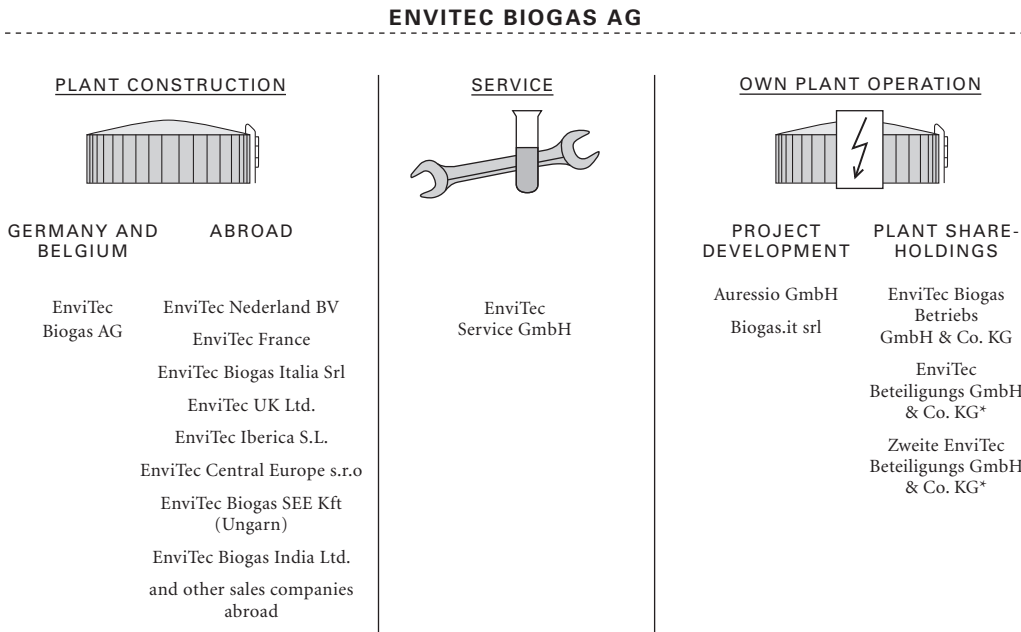 ENVITEC BIOGAS AG
PLANT CONSTRUCTION
GERMANY AND
BELGIUM
EnviTec
Biogas AG
ABROAD
EnviTec Nederland BV
EnviTec France
EnviTec Biogas Italia Srl
EnviTec UK Ltd.
EnviTec Iberica S.L.
EnviTec Central Europe s.r.o
EnviTec Biogas SEE Kft
(Ungarn)
EnviTec Biogas India Ltd.
and other sales companies
abroad
SERVICE
EnviTec
Service GmbH
OWN PLANT OPERATION
PROJECT
DEVELOPMENT
Auressio GmbH
Biogas.it srl
PLANT SHARE-
HOLDINGS
EnviTec Biogas
Betriebs
GmbH & Co. KG
EnviTec
Beteiligungs GmbH
& Co. KG*
Zweite EnviTec
Beteiligungs GmbH
& Co. KG*